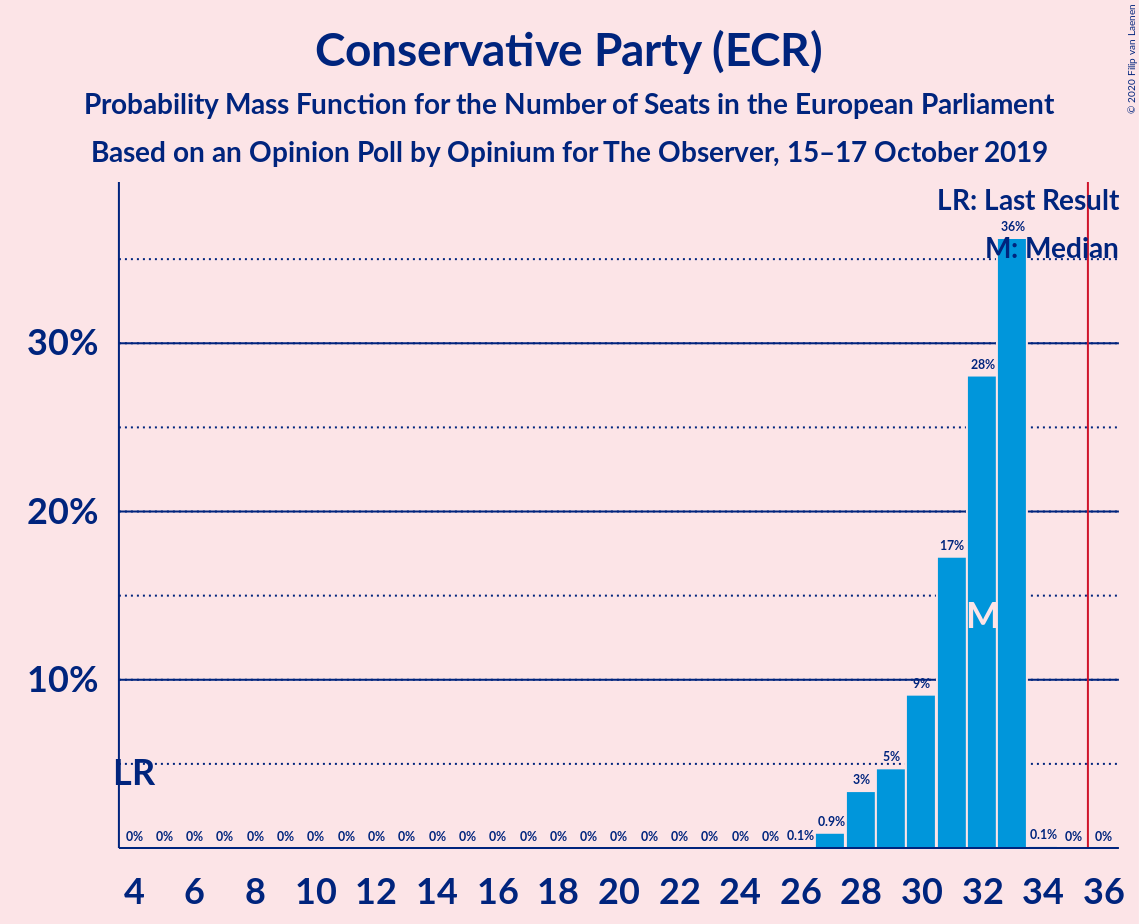 Conservative Party (ECR)
Probability Mass Function for the Number of Seats in the European Parliament
Based on an Opinion Poll by Opinium for The Observer, 15–17 October 2019
© 2020 Filip van Laenen
LR: Last Result
M: Median
30%
20%
10%
LR
M
0% 0% 0% 0% 0% 0% 0% 0% 0% 0% 0% 0% 0% 0% 0% 0% 0% 0% 0% 0% 0% 0% 0.1% 0.9% 3% 5% 9% 17% 28% 36% 0.1% 0% 0%
4 6 8 10 12 14 16 18 20 22 24 26 28 30 32 34 36